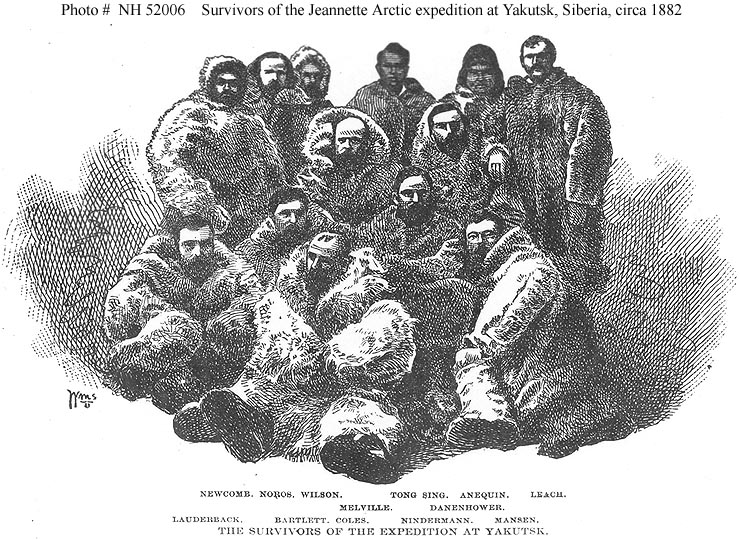 Photo # NH 52006 Survivors of the Jeannette Arctic expedition at Yakutsk, Siberia, circa 1882
Wms
NEWCOMB. NOROS. WILSON. TONG SING. ANEQUIN. LEACH.
MELVILLE. DANENHOWER.
LAUDERBACK. BARTLETT. COLES. NINDERMANN. MANSEN.
THE SURVIVORS OF THE EXPEDITION AT YAKUTSK.